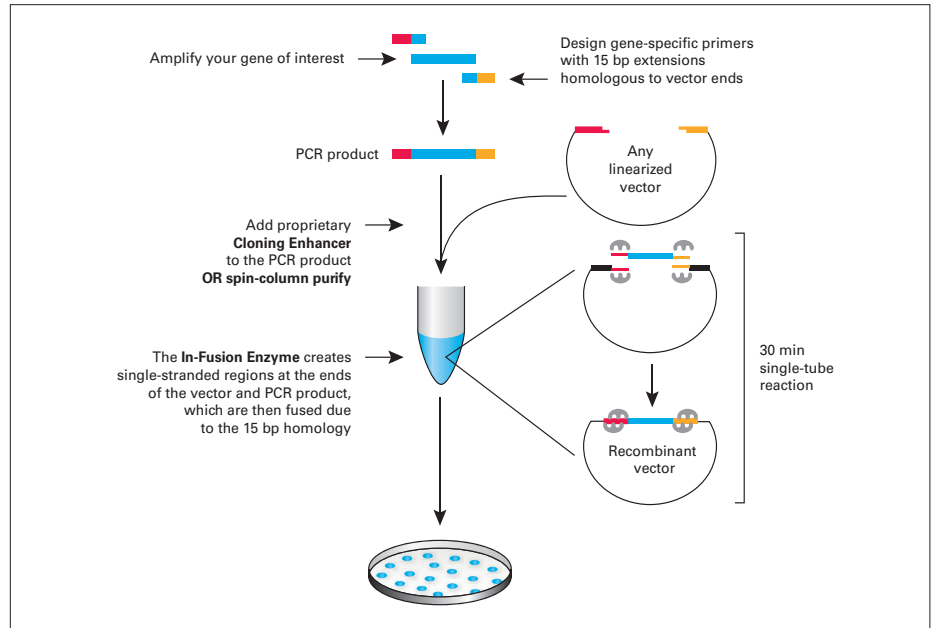 Amplify your gene of interest
Design gene-specific primers
with 15 bp extensions
homologous to vector ends
PCR product
Any
linearized
vector
Add proprietary
Cloning Enhancer
to the PCR product
OR spin-column purify
The In-Fusion Enzyme creates
single-stranded regions at the ends
of the vector and PCR product,
which are then fused due
to the 15 bp homology
30 min
single-tube
reaction
Recombinant
vector